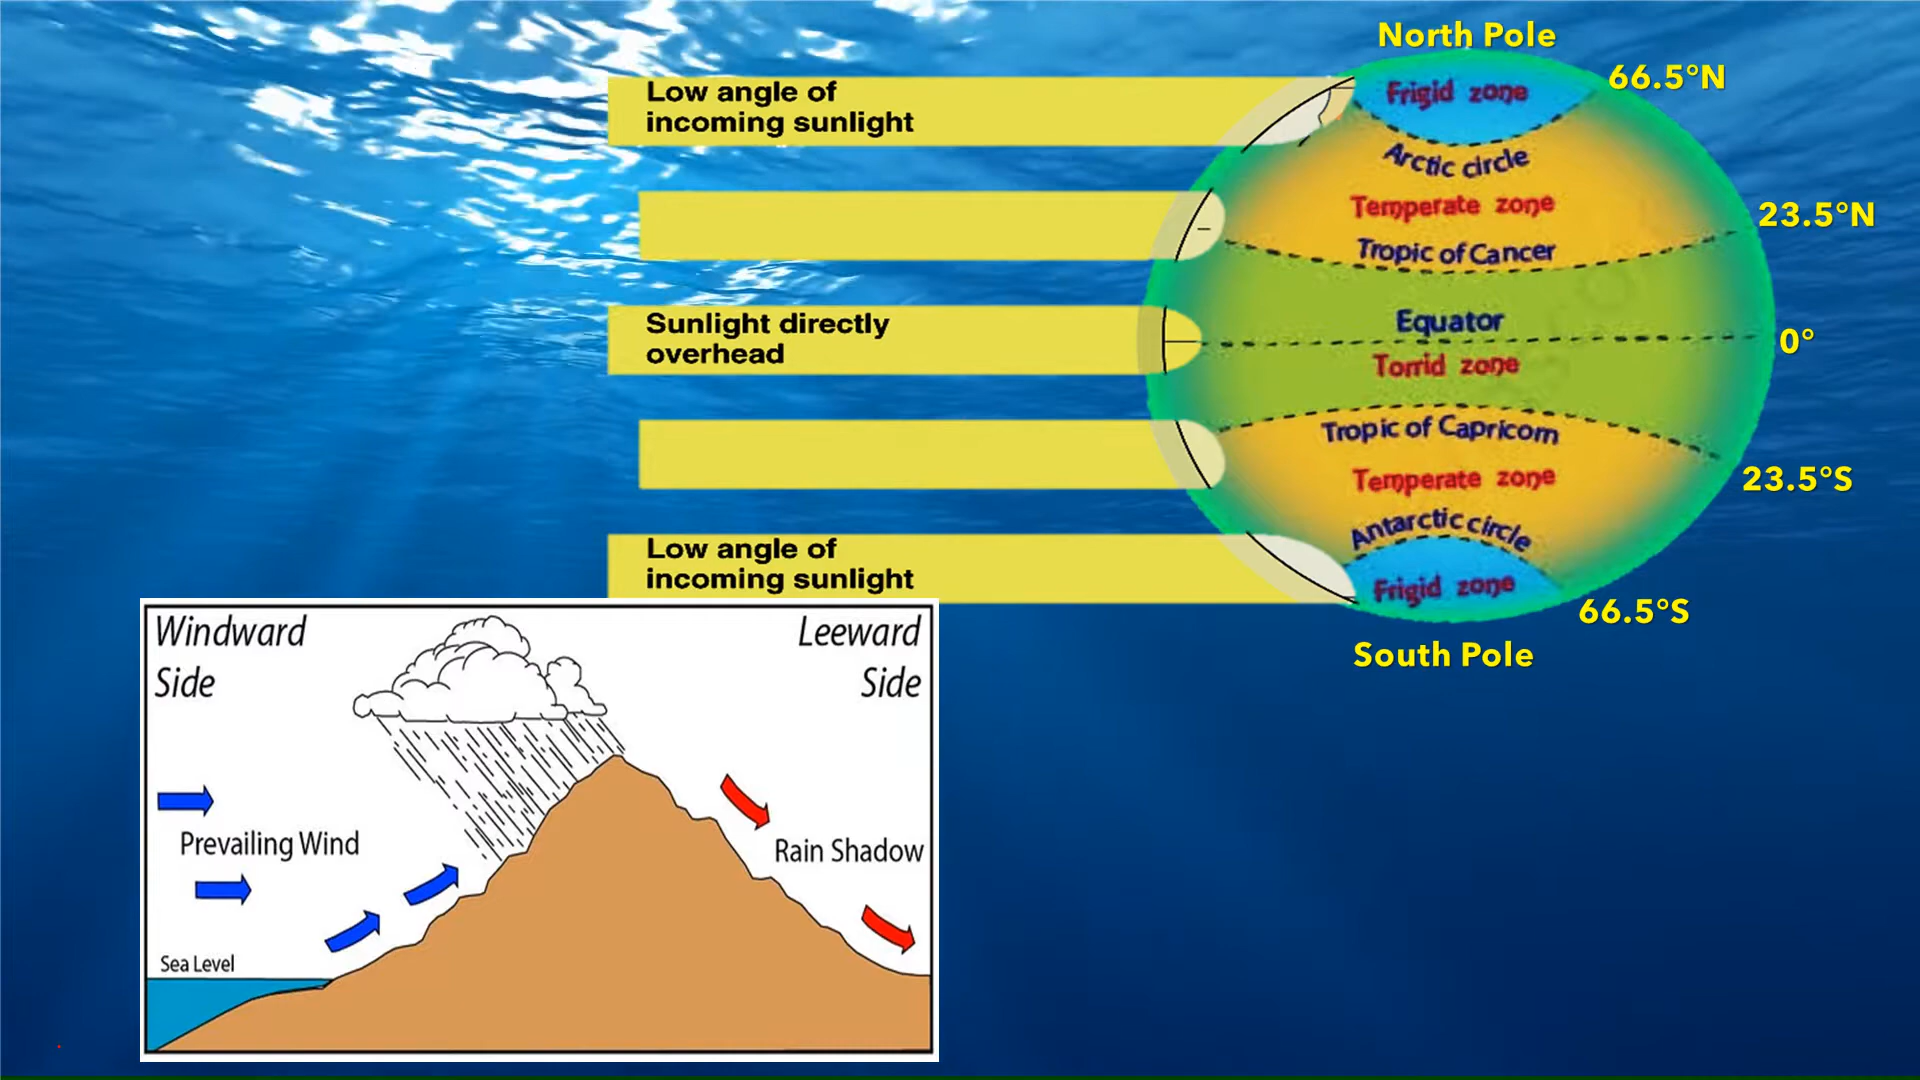 North Pole
66.5°N
Low angle of
incoming sunlight
Frigid zone
Arctic circle
Temperate zone
23.5°N
Tropic of Cancer
Sunlight directly
overhead
Equator
0°
Torrid zone
Tropic of Capricorn
Temperate zone
23.5°S
Antarctic circle
Low angle of
incoming sunlight
Frigid zone
66.5°S
South Pole
Windward
Side
Leeward
Side
Prevailing Wind
Rain Shadow
Sea Level